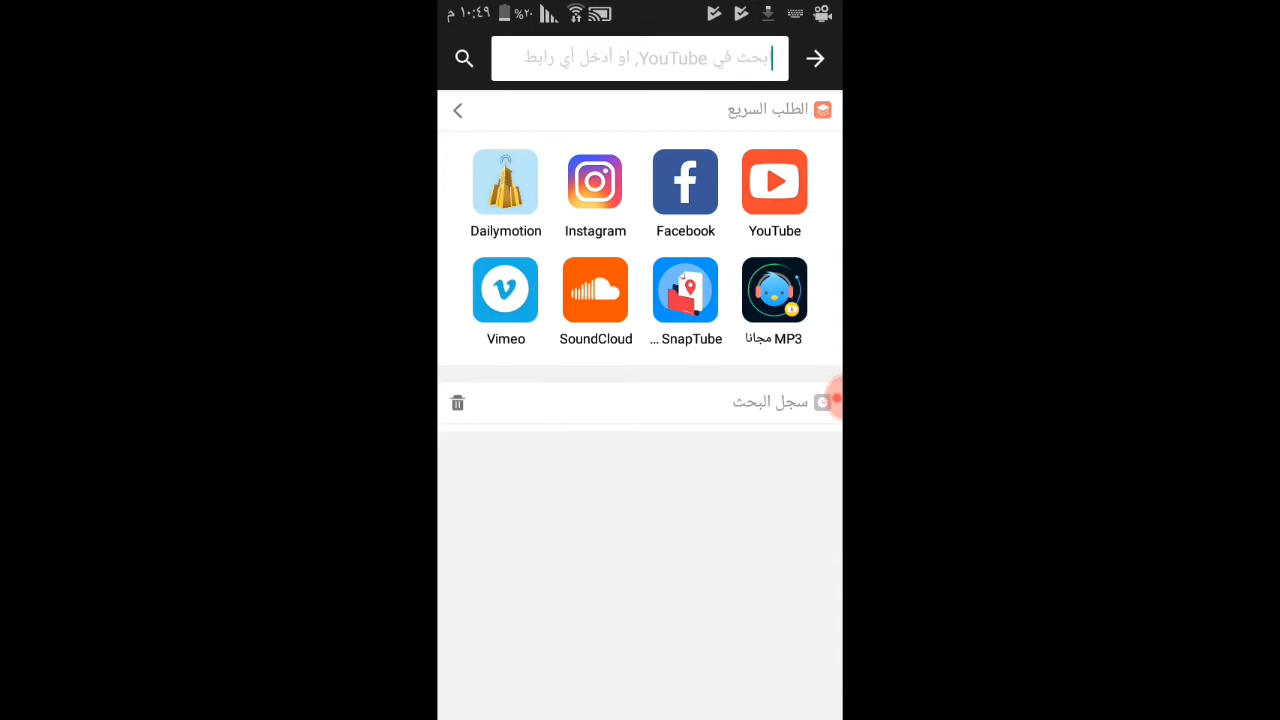 ١٠:٤٩ م ٢٠%
ابحث في YouTube, او أدخل أي رابط
الطلب السريع
YouTube
Facebook
Instagram
Dailymotion
MP3 مجانا
SnapTube ...
SoundCloud
Vimeo
سجل البحث